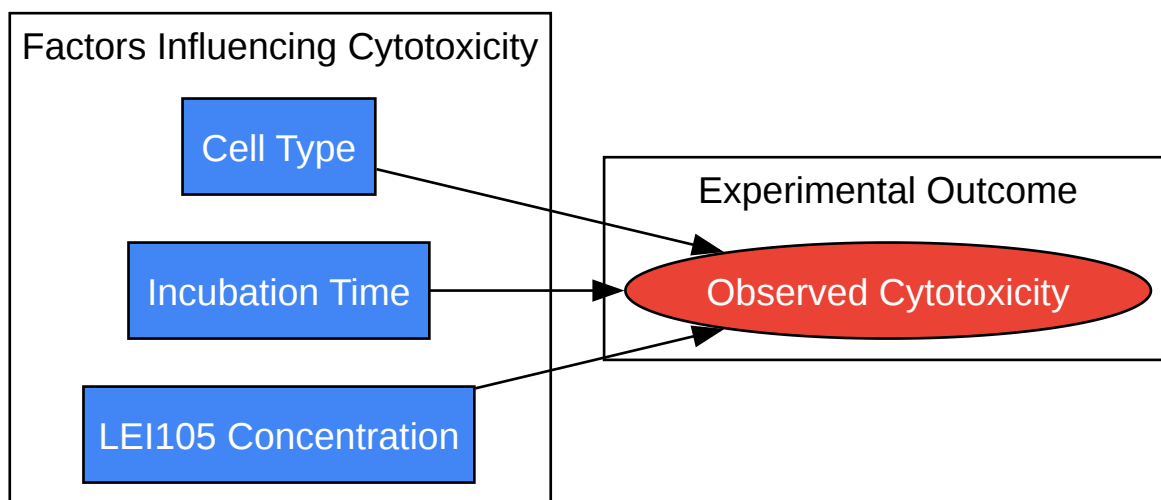 Factors Influencing Cytotoxicity
Cell Type
Incubation Time
LEI105 Concentration
Experimental Outcome
Observed Cytotoxicity